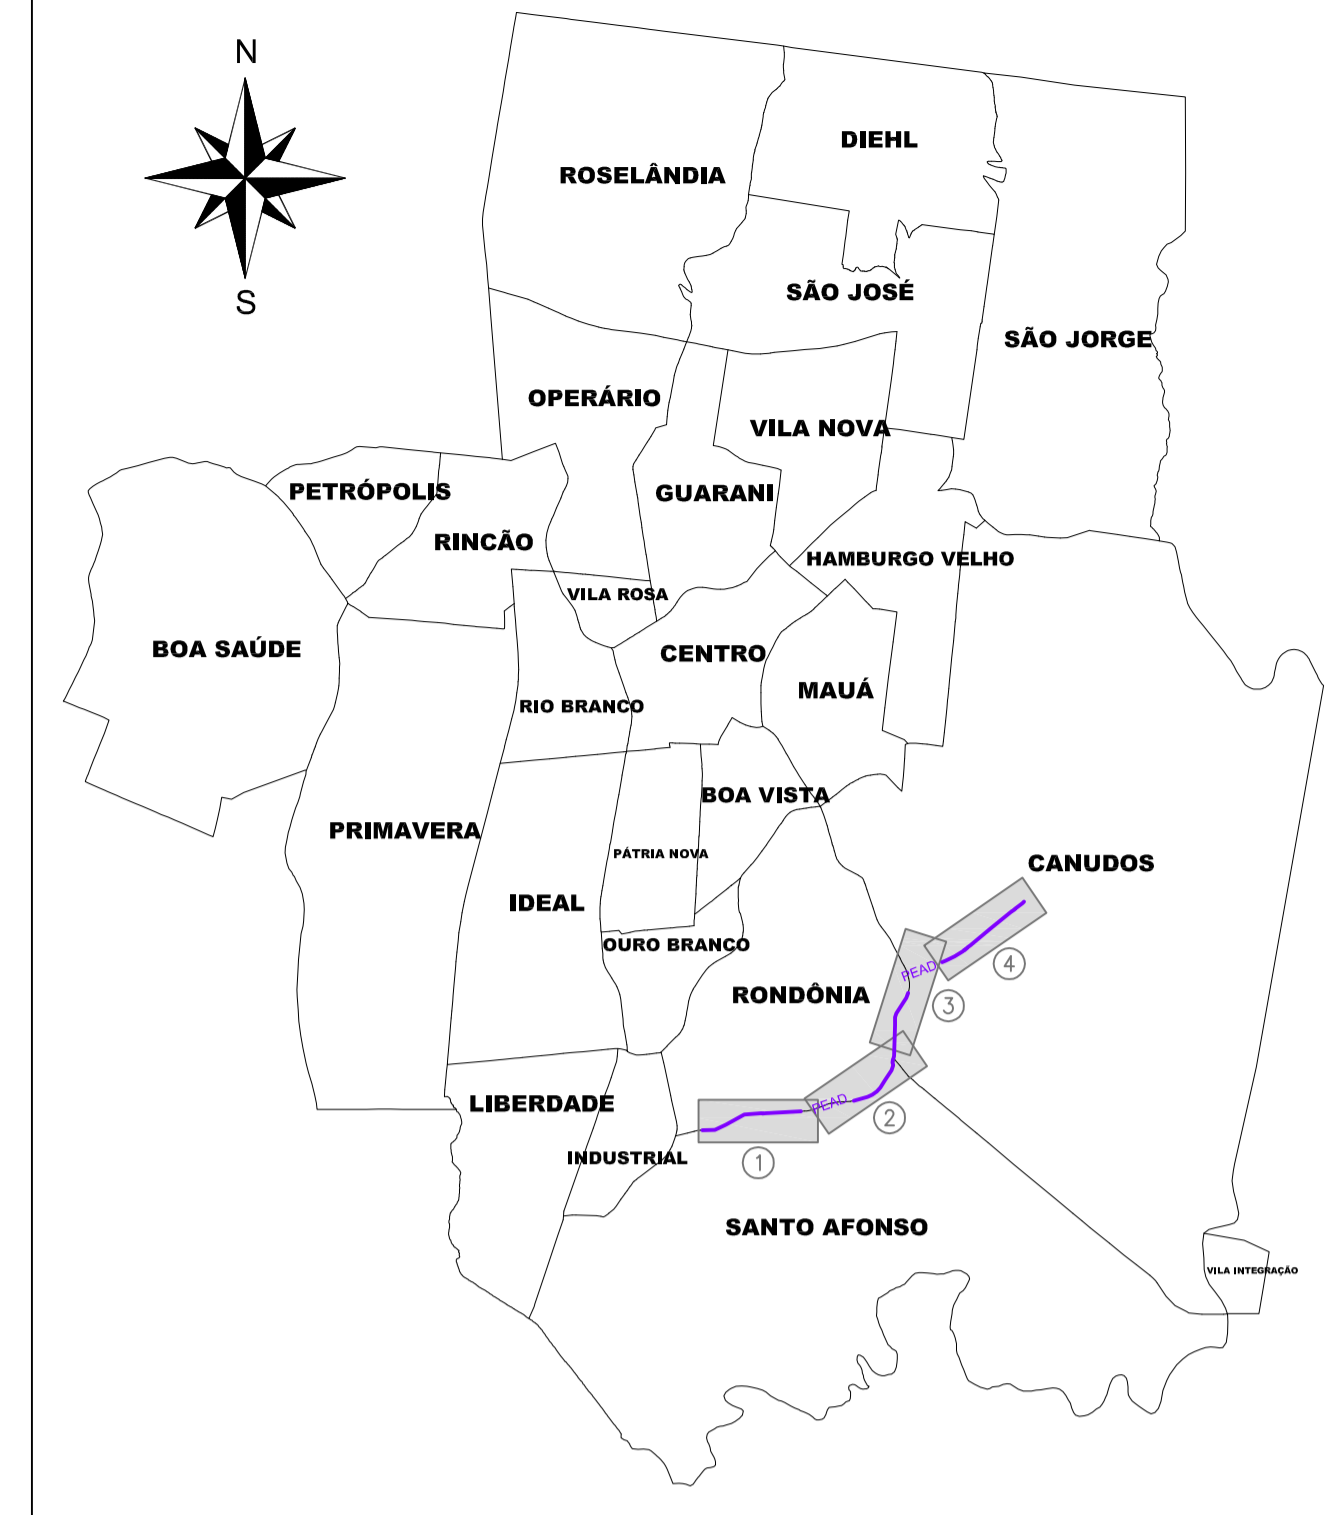 N
S
DIEHL
ROSELÂNDIA
SÃO JOSÉ
SÃO JORGE
OPERÁRIO
VILA NOVA
PETRÓPOLIS
GUARANI
RINCÃO
HAMBURGO VELHO
VILA ROSA
BOA SAÚDE
CENTRO
MAUÁ
RIO BRANCO
BOA VISTA
PRIMAVERA
PÁTRIA NOVA
CANUDOS
IDEAL
OURO BRANCO
PEAD
4
RONDÔNIA
3
LIBERDADE
PEAD
2
INDUSTRIAL
1
SANTO AFONSO
VILA INTEGRAÇÃO